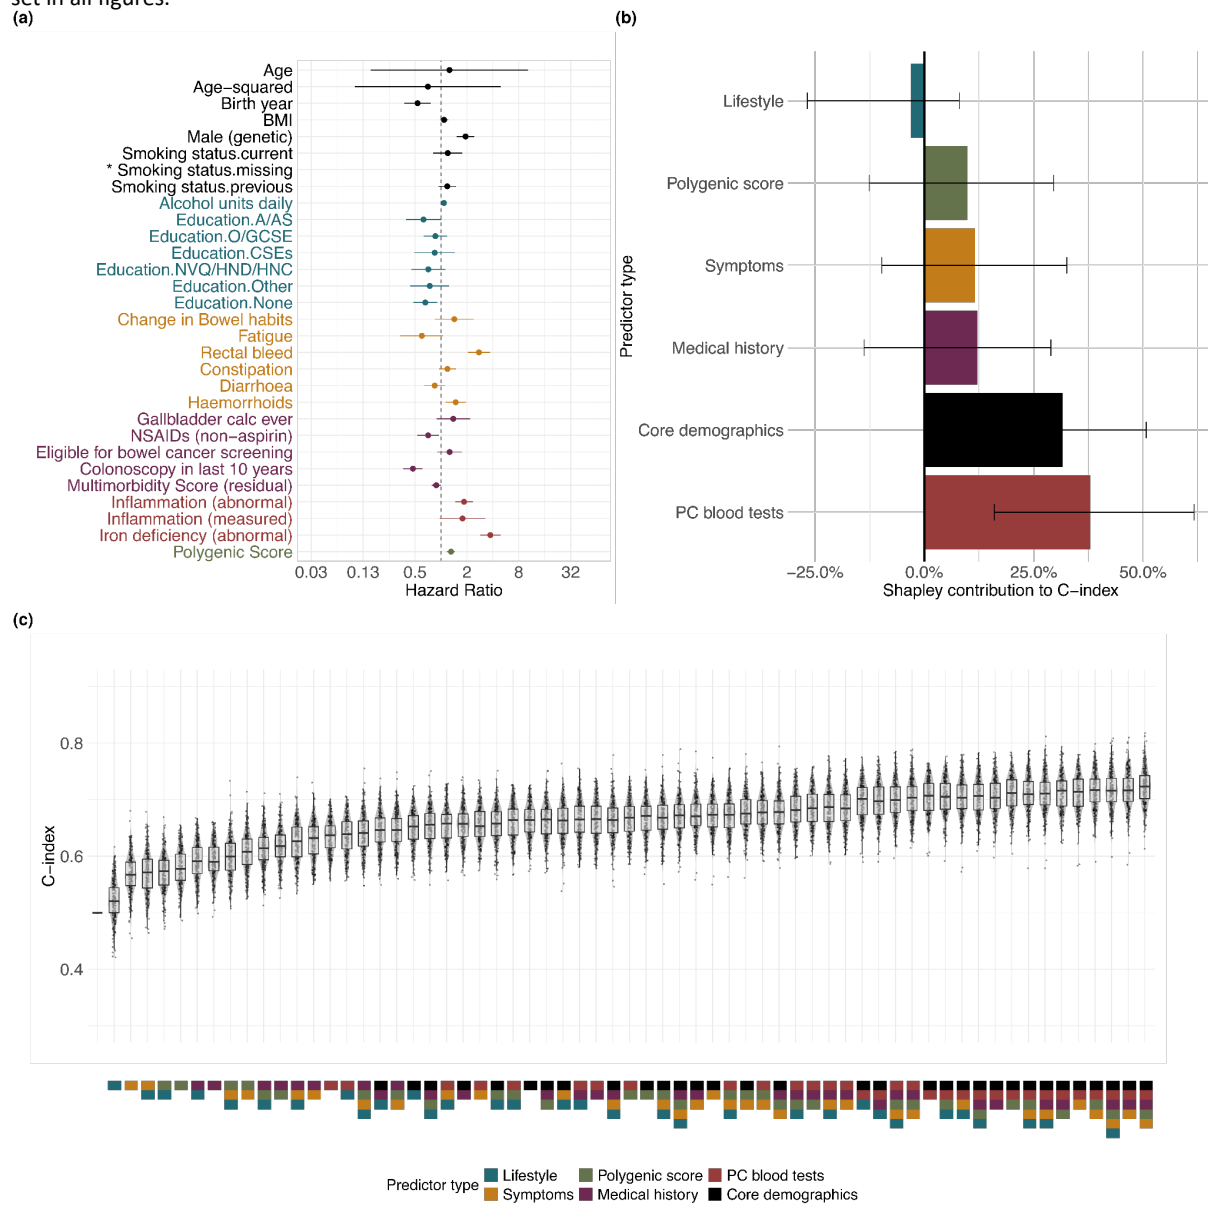 set in all figures.
(a)
Age
Age-squared
Birth year
BMI
Male (genetic)
Smoking status.current
* Smoking status.missing
Smoking status.previous
Alcohol units daily
Education.A/AS
Education.O/GCSE
Education.CSEs
Education.NVQ/HND/HNC
Education.Other
Education.None
Change in Bowel habits
Fatigue
Rectal bleed
Constipation
Diarrhoea
Haemorrhoids
Gallbladder calc ever
NSAIDs (non-aspirin)
Eligible for bowel cancer screening
Colonoscopy in last 10 years
Multimorbidity Score (residual)
Inflammation (abnormal)
Inflammation (measured)
Iron deficiency (abnormal)
Polygenic Score
0.03 0.13 0.5 2 8 32
Hazard Ratio
(b)
Predictor type
Lifestyle
Polygenic score
Symptoms
Medical history
Core demographics
PC blood tests
-25.0% 0.0% 25.0% 50.0%
Shapley contribution to C-index
(c)
C-index
0.8
0.6
0.4
Predictor type
Lifestyle Polygenic score PC blood tests
Symptoms Medical history Core demographics